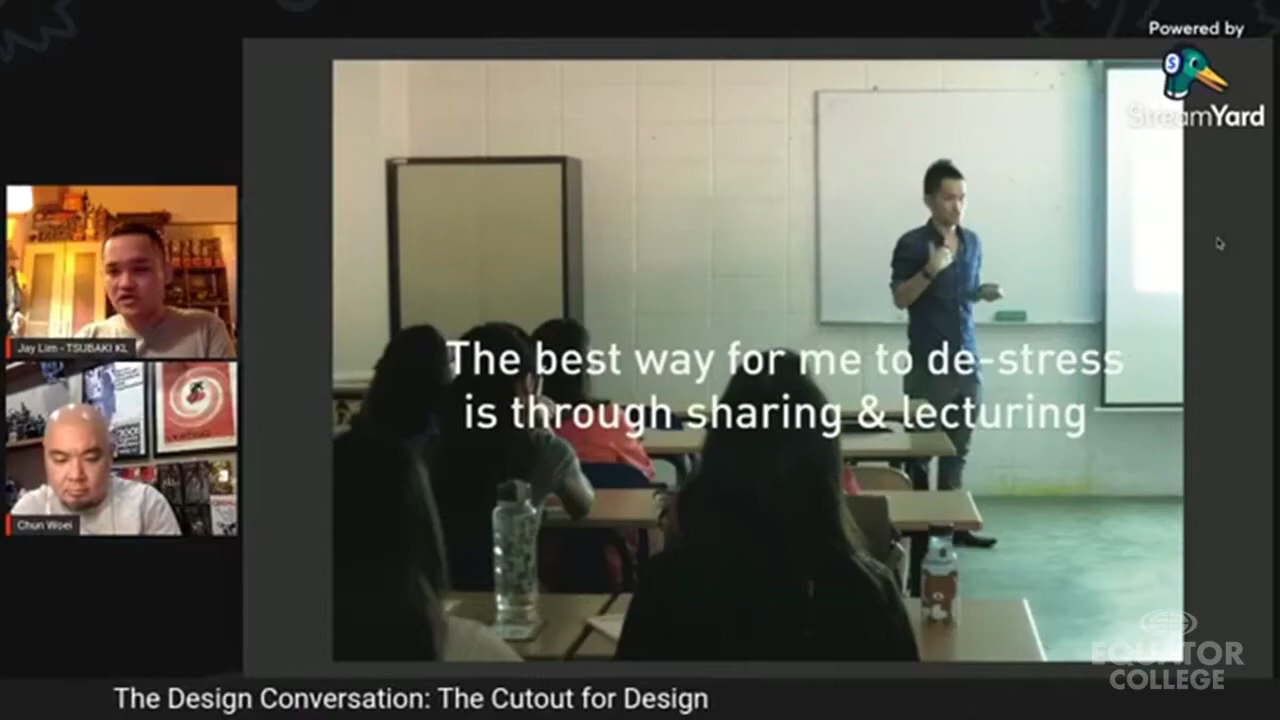 Powered by
StreamYard
Jay Lim - TSUBAKI KL
The best way for me to de-stress
is through sharing & lecturing
Chun Woei
EQUATOR
COLLEGE
The Design Conversation: The Cutout for Design